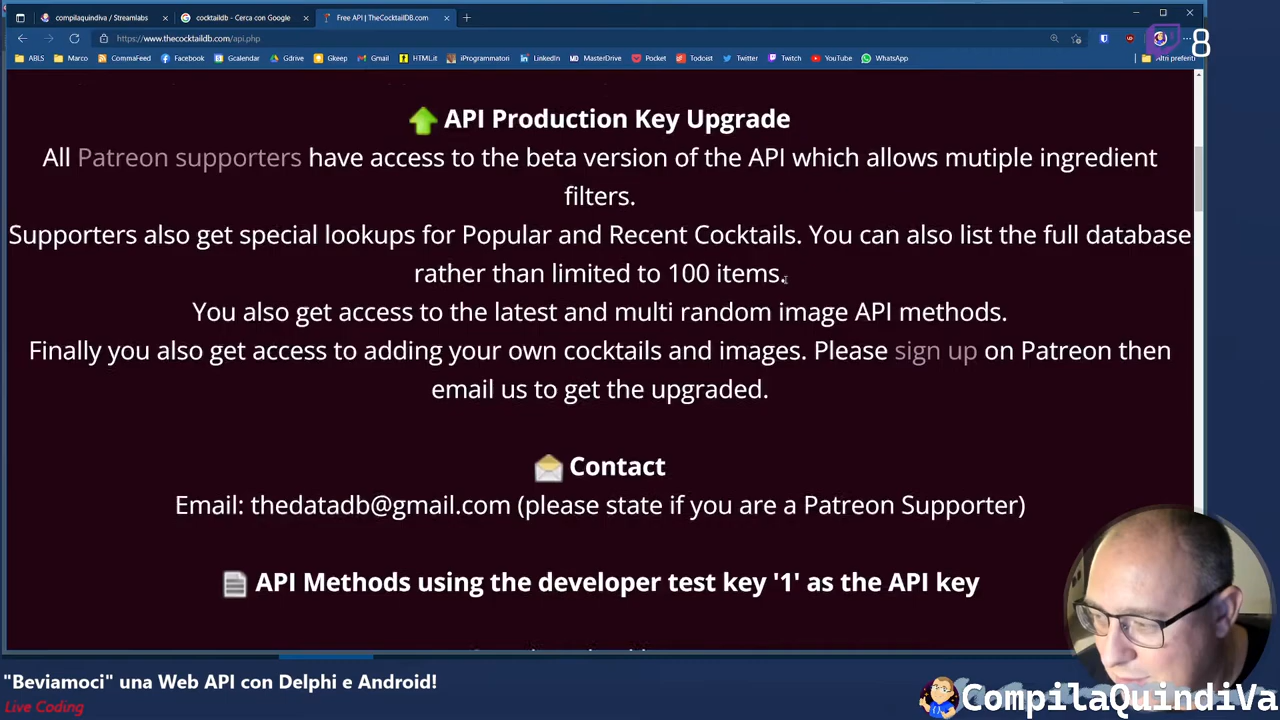 compilaquindiva / Streamlabs
cocktaildb - Cerca con Google
Free API | TheCocktailDB.com
https://www.thecocktaildb.com/api.php
8
ABLS
Marco
CommaFeed
Facebook
Gcalendar
Gdrive
Gkeep
Gmail
HTMLit
iProgrammatori
LinkedIn
MasterDrive
Pocket
Todoist
Twitter
Twitch
YouTube
WhatsApp
Altri preferiti
API Production Key Upgrade
All Patreon supporters have access to the beta version of the API which allows mutiple ingredient
filters.
Supporters also get special lookups for Popular and Recent Cocktails. You can also list the full database
rather than limited to 100 items.
You also get access to the latest and multi random image API methods.
Finally you also get access to adding your own cocktails and images. Please sign up on Patreon then
email us to get the upgraded.
Contact
Email: thedatadb@gmail.com (please state if you are a Patreon Supporter)
API Methods using the developer test key '1' as the API key
"Beviamoci" una Web API con Delphi e Android!
Live Coding
CompilaQuindiVa